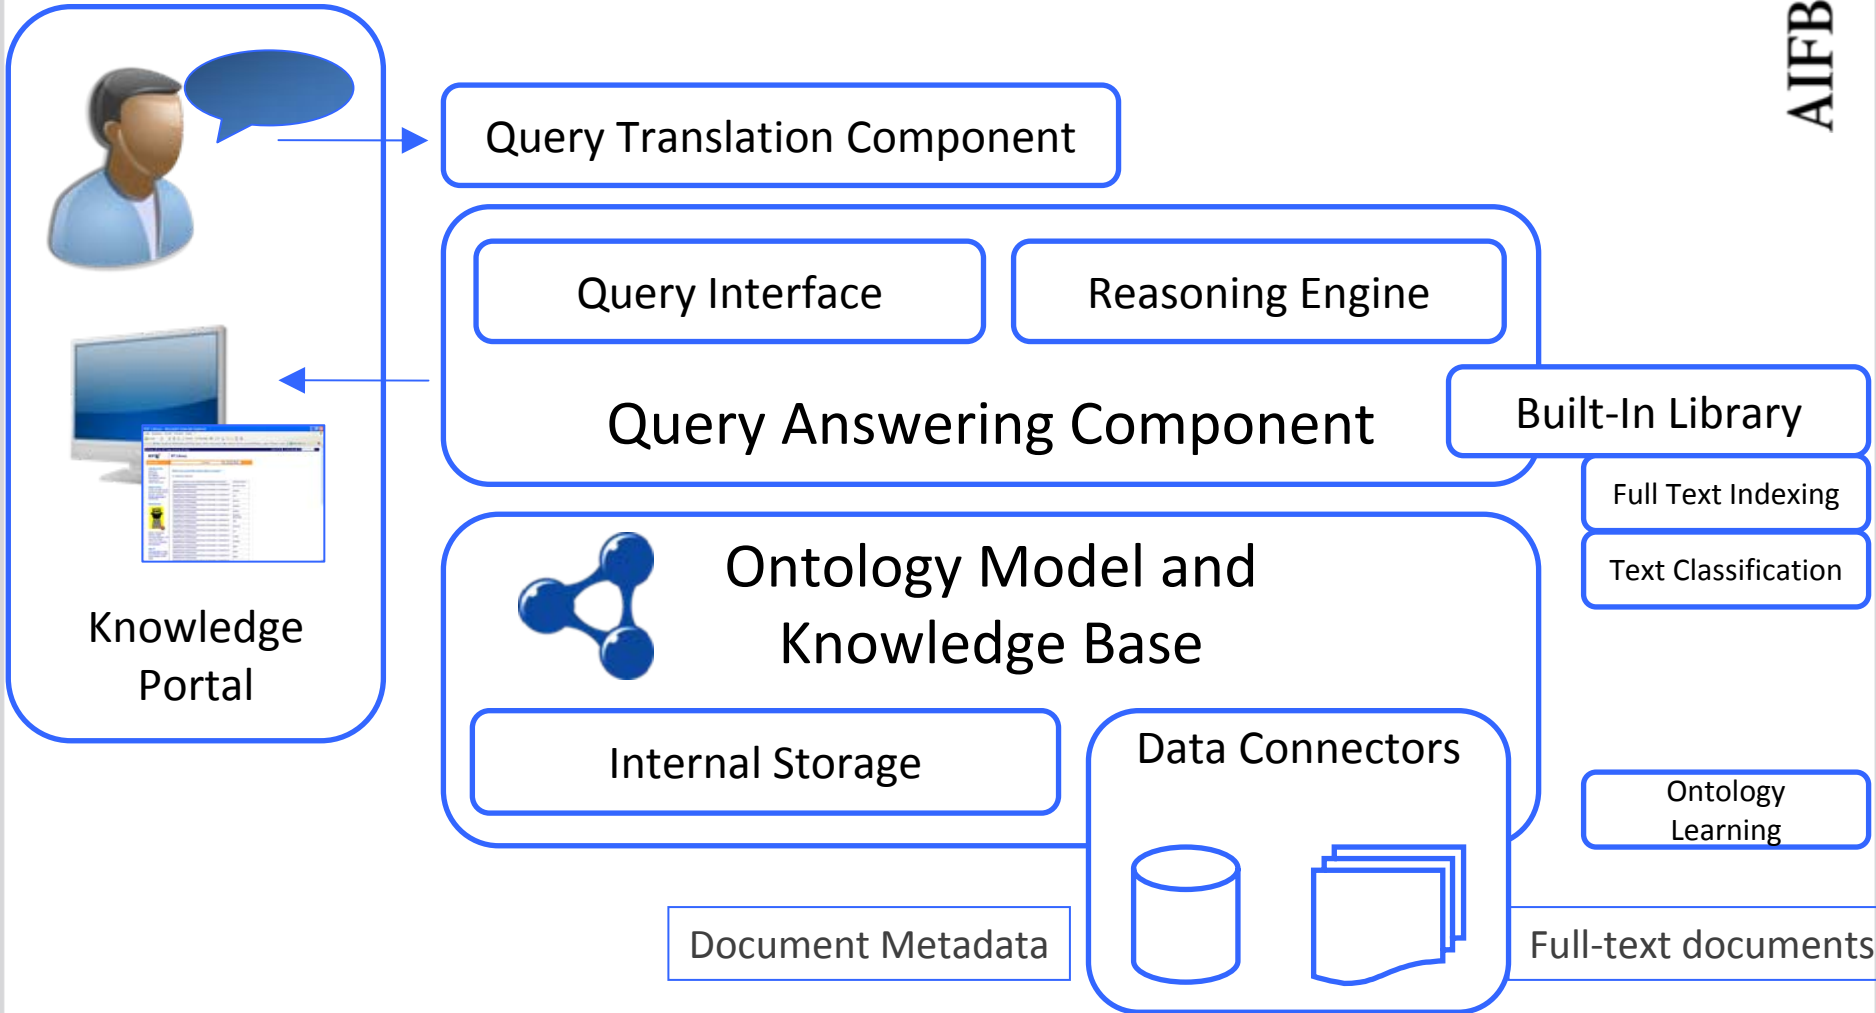 AIFB
Query Translation Component
Query Interface
Reasoning Engine
Query Answering Component
Built-In Library
Full Text Indexing
Text Classification
Knowledge
Portal
Ontology Model and
Knowledge Base
Internal Storage
Data Connectors
Ontology
Learning
Document Metadata
Full-text documents